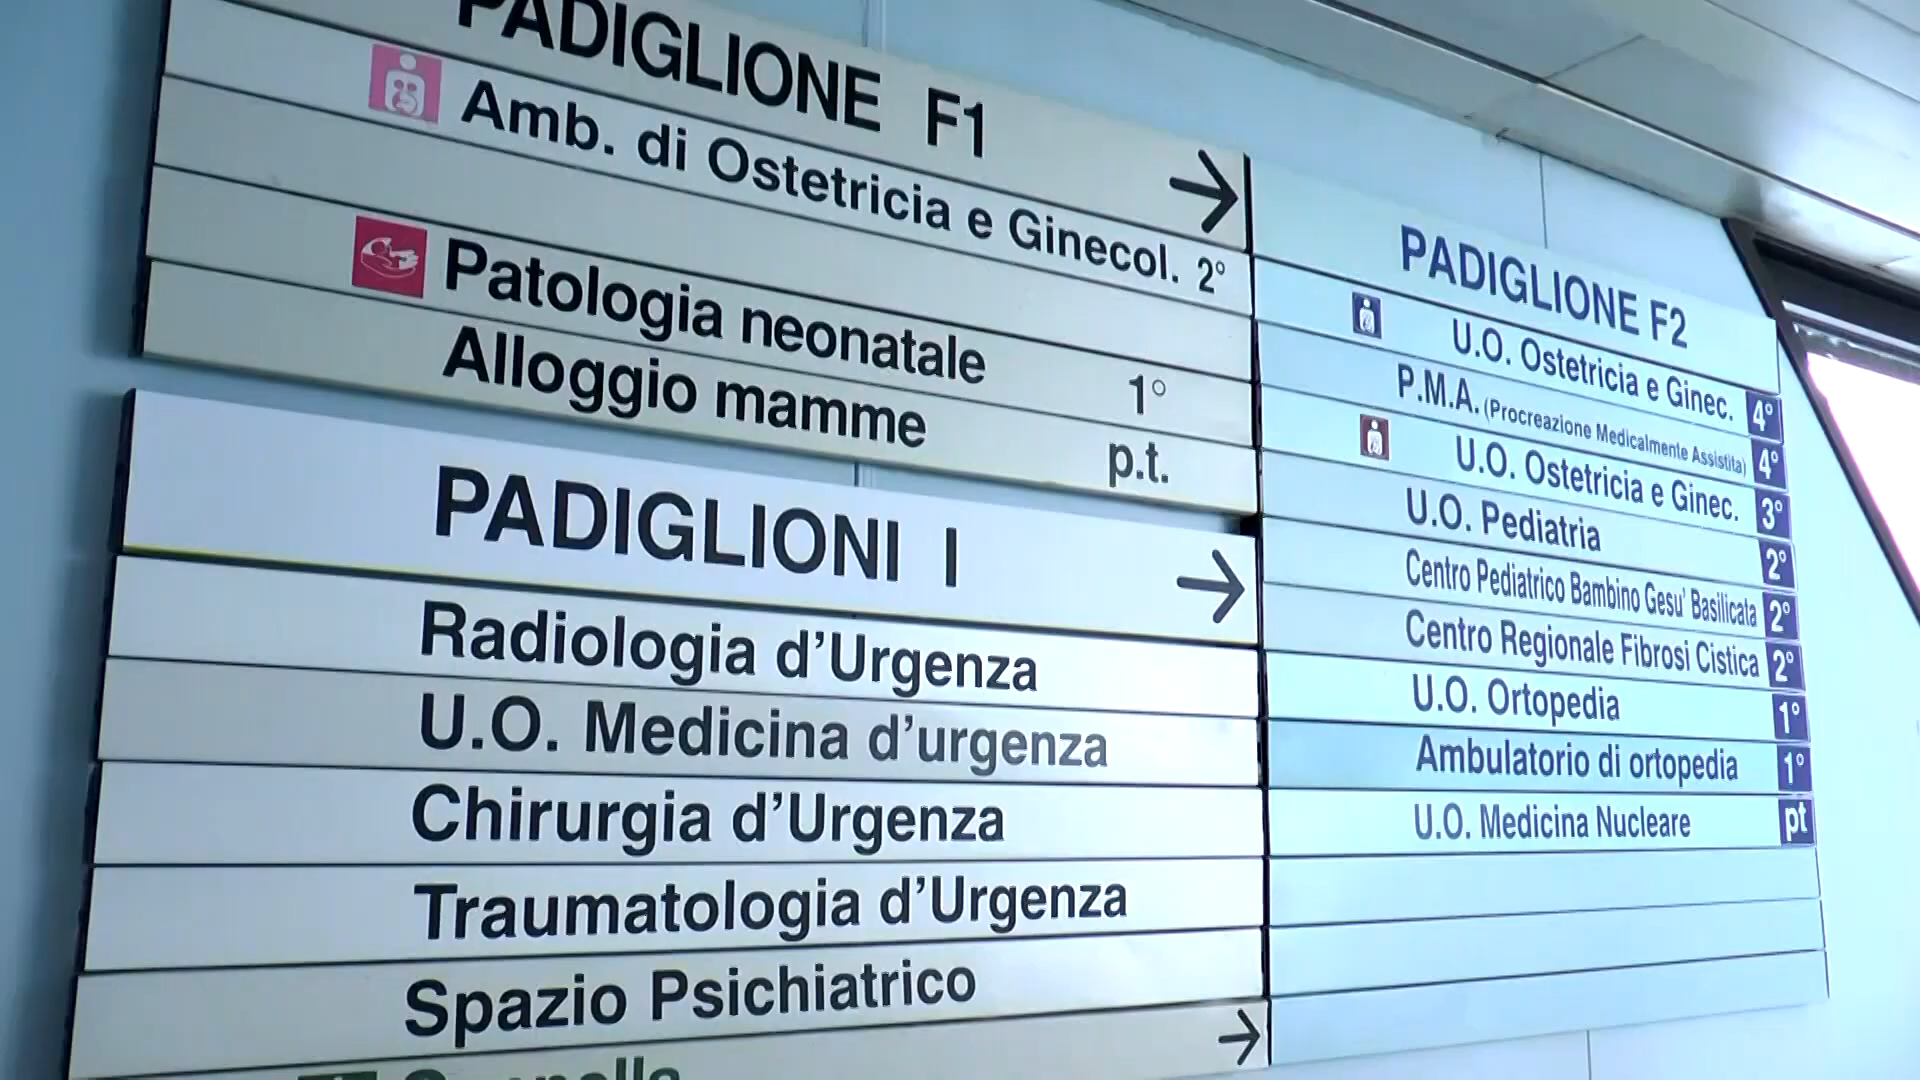 PADIGLIONE F1
Amb. di Ostetricia e Ginecol. 2°
Patologia neonatale 1°
Alloggio mamme p.t.
PADIGLIONI I
Radiologia d'Urgenza
U.O. Medicina d'urgenza
Chirurgia d'Urgenza
Traumatologia d'Urgenza
Spazio Psichiatrico
PADIGLIONE F2
U.O. Ostetricia e Ginec. 4°
P.M.A. (Procreazione Medicalmente Assistita) 4°
U.O. Ostetricia e Ginec. 3°
U.O. Pediatria 2°
Centro Pediatrico Bambino Gesu' Basilicata 2°
Centro Regionale Fibrosi Cistica 2°
U.O. Ortopedia 1°
Ambulatorio di ortopedia 1°
U.O. Medicina Nucleare pt